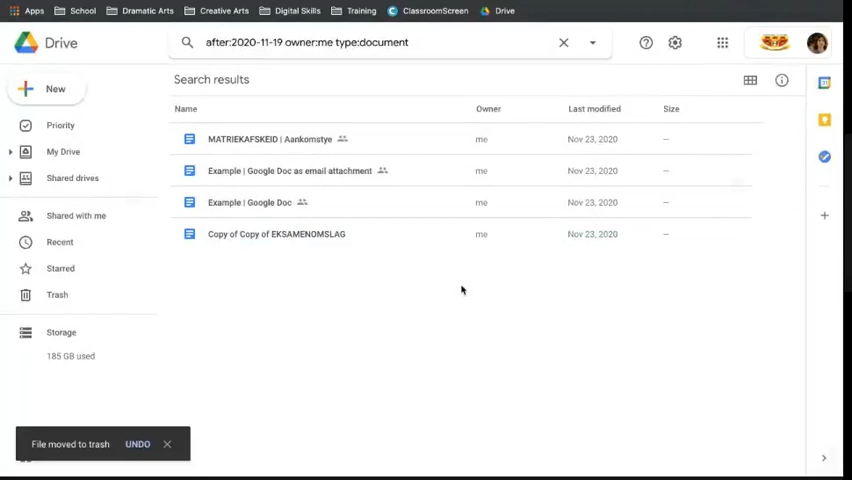 Apps School Dramatic Arts Creative Arts Digital Skills Training ClassroomScreen Drive
Drive after:2020-11-19 owner:me type:document
Search results
New
Name Owner Last modified Size
Priority
MATRIEKAFSKEID | Aankomstye me Nov 23, 2020 —
My Drive
Example | Google Doc as email attachment me Nov 23, 2020 —
Shared drives
Example | Google Doc me Nov 23, 2020 —
Shared with me
Copy of Copy of EKSAMENOMSLAG me Nov 23, 2020 —
Recent
Starred
Trash
Storage
185 GB used
File moved to trash UNDO